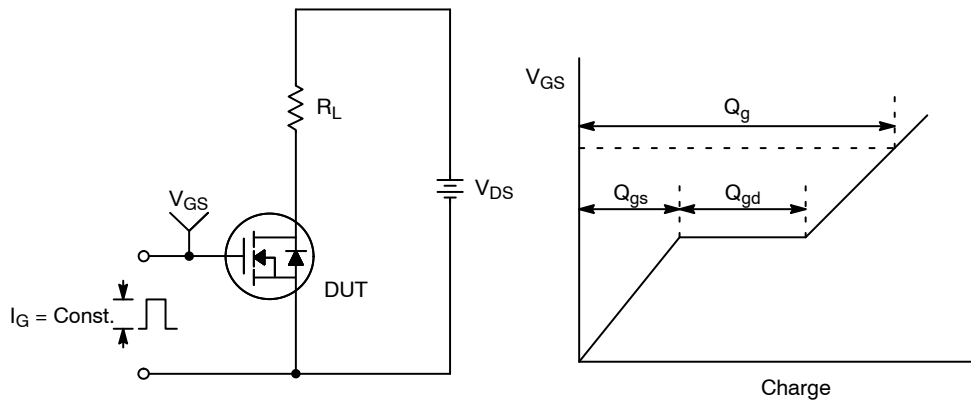 R_L
V_GS
V_DS
DUT
I_G = Const.
V_GS
Q_g
Q_gs
Q_gd
Charge